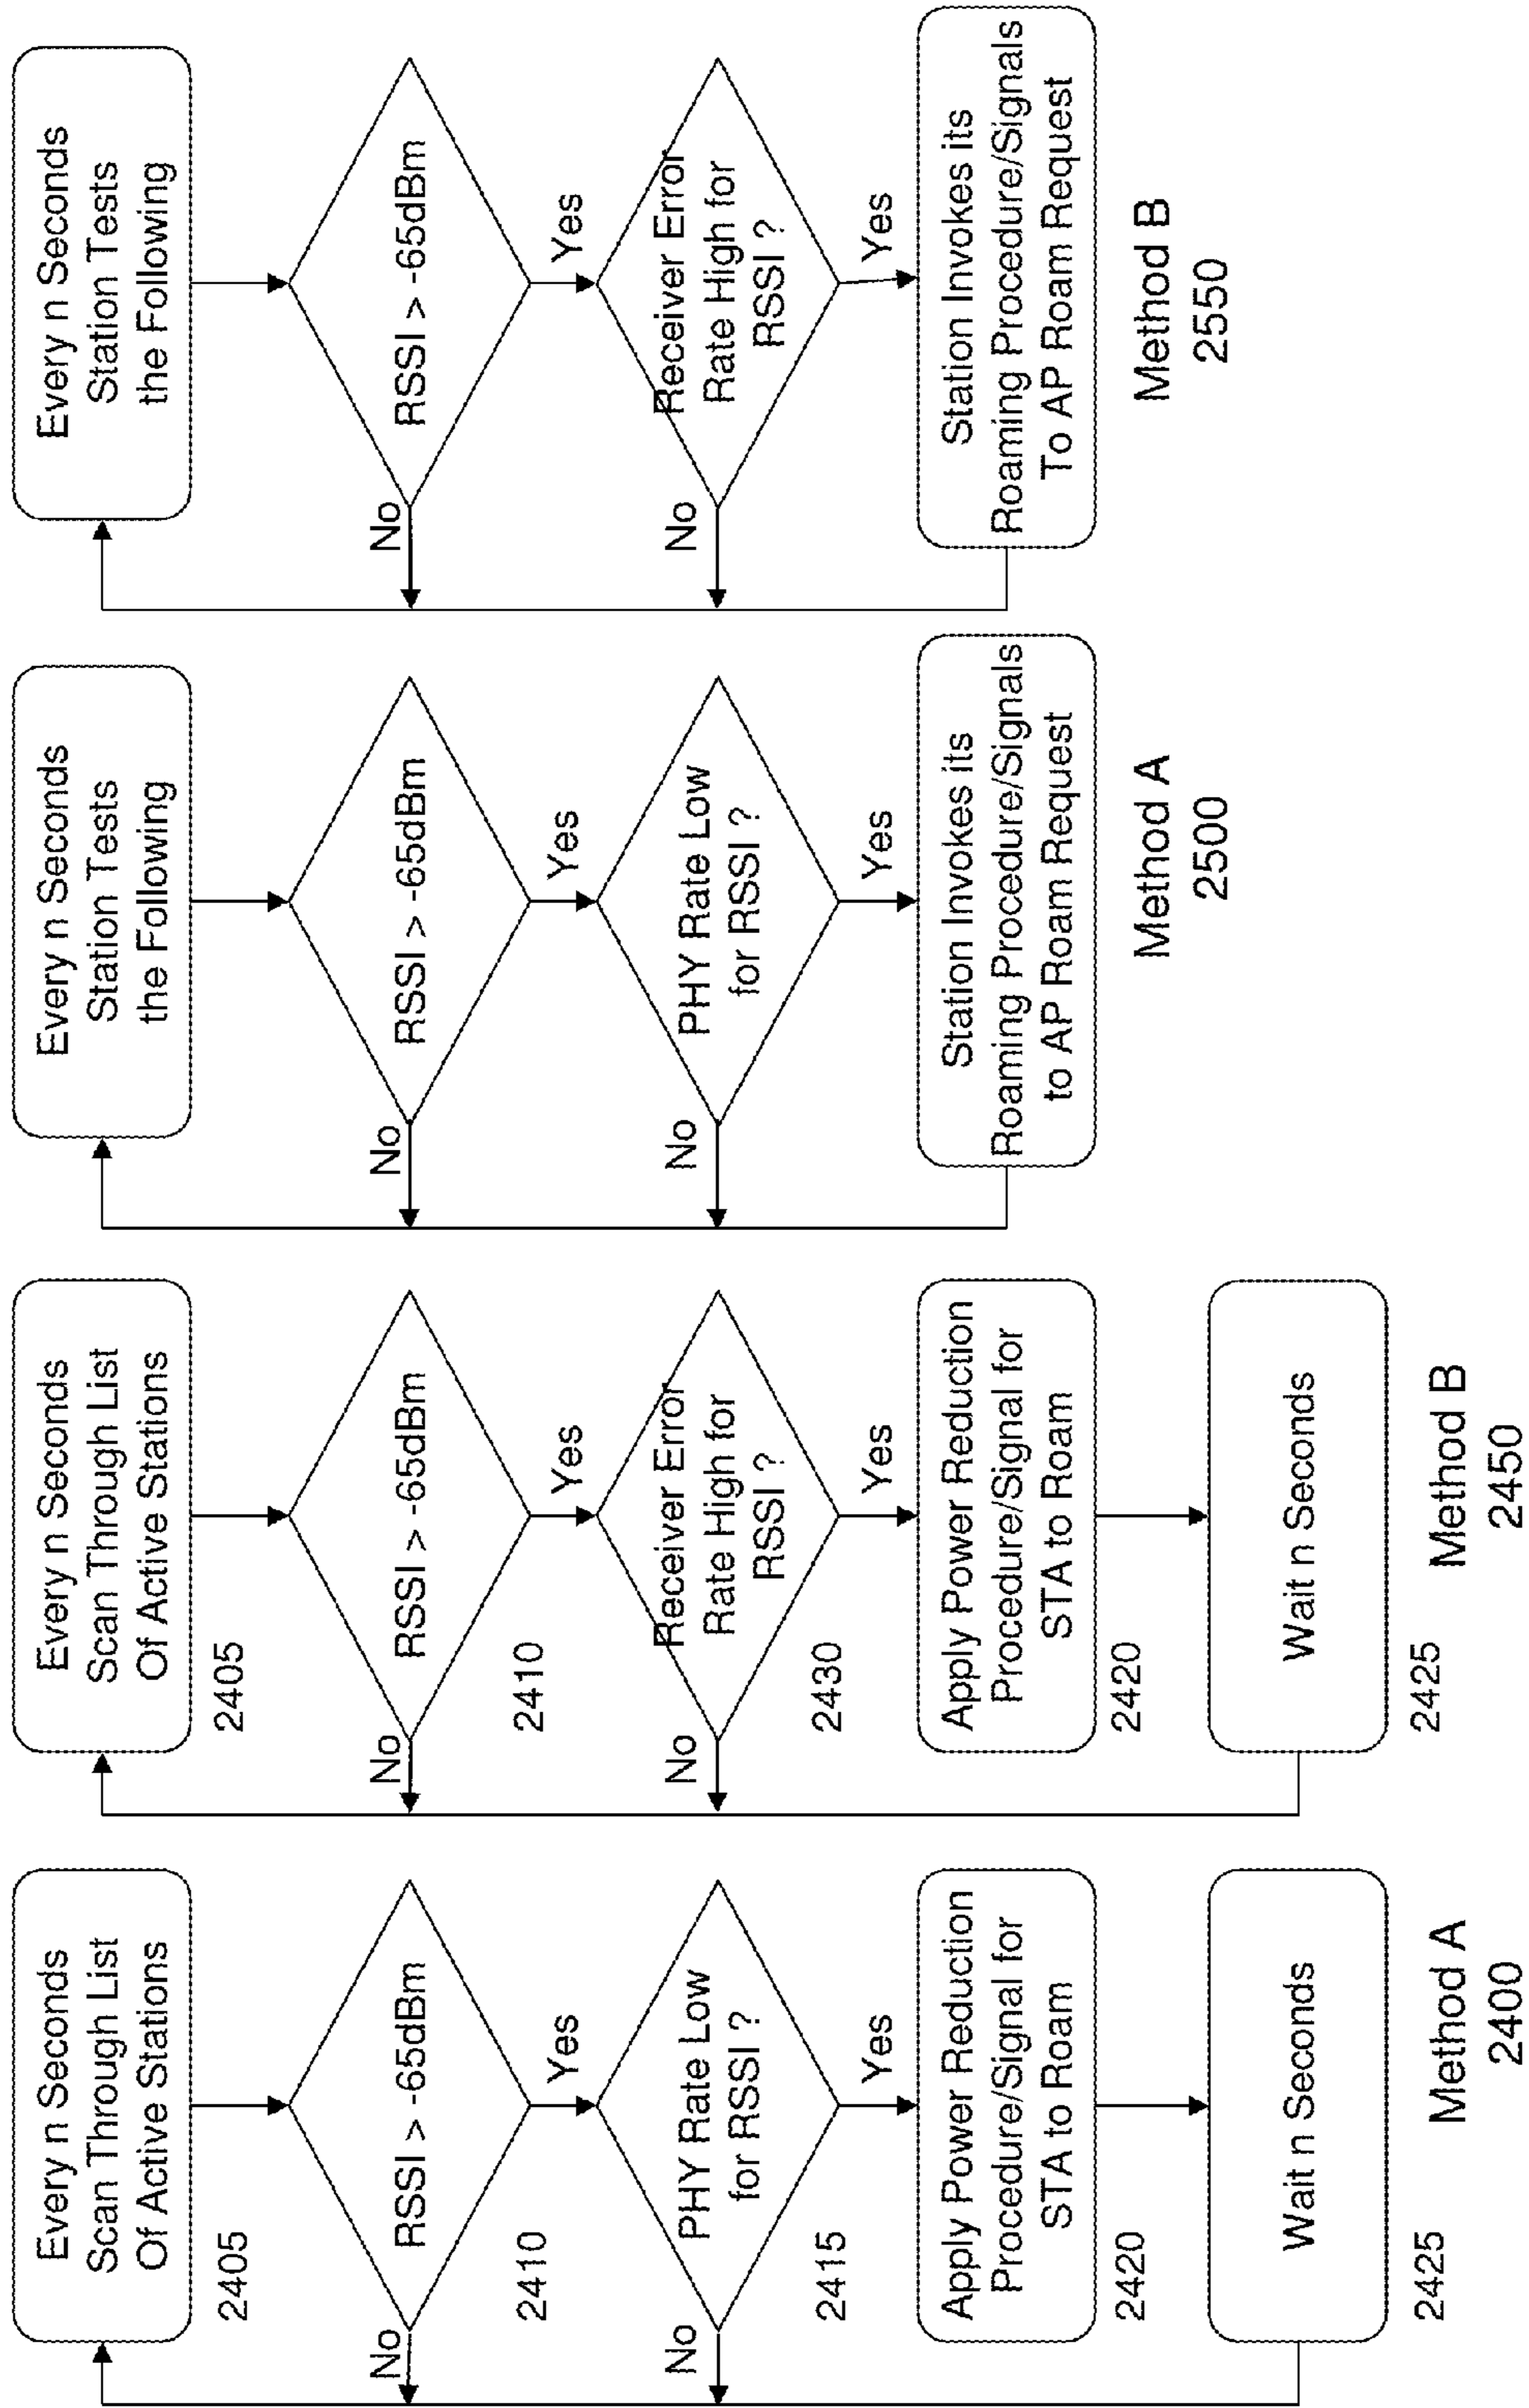 Every n Seconds
Scan Through List
Of Active Stations
2405
RSSI > -65dBm
No
2410
Yes
PHY Rate Low
for RSSI ?
No
2415
Yes
Apply Power Reduction
Procedure/Signal for
STA to Roam
2420
Wait n Seconds
2425
Method A
2400
Every n Seconds
Scan Through List
Of Active Stations
2405
RSSI > -65dBm
No
2410
Yes
Receiver Error
Rate High for
RSSI ?
No
2430
Yes
Apply Power Reduction
Procedure/Signal for
STA to Roam
2420
Wait n Seconds
2425
Method B
2450
Every n Seconds
Station Tests
the Following
RSSI > -65dBm
No
Yes
PHY Rate Low
for RSSI ?
No
Yes
Station Invokes its
Roaming Procedure/Signals
to AP Roam Request
Method A
2500
Every n Seconds
Station Tests
the Following
RSSI > -65dBm
No
Yes
Receiver Error
Rate High for
RSSI ?
No
Yes
Station Invokes its
Roaming Procedure/Signals
To AP Roam Request
Method B
2550